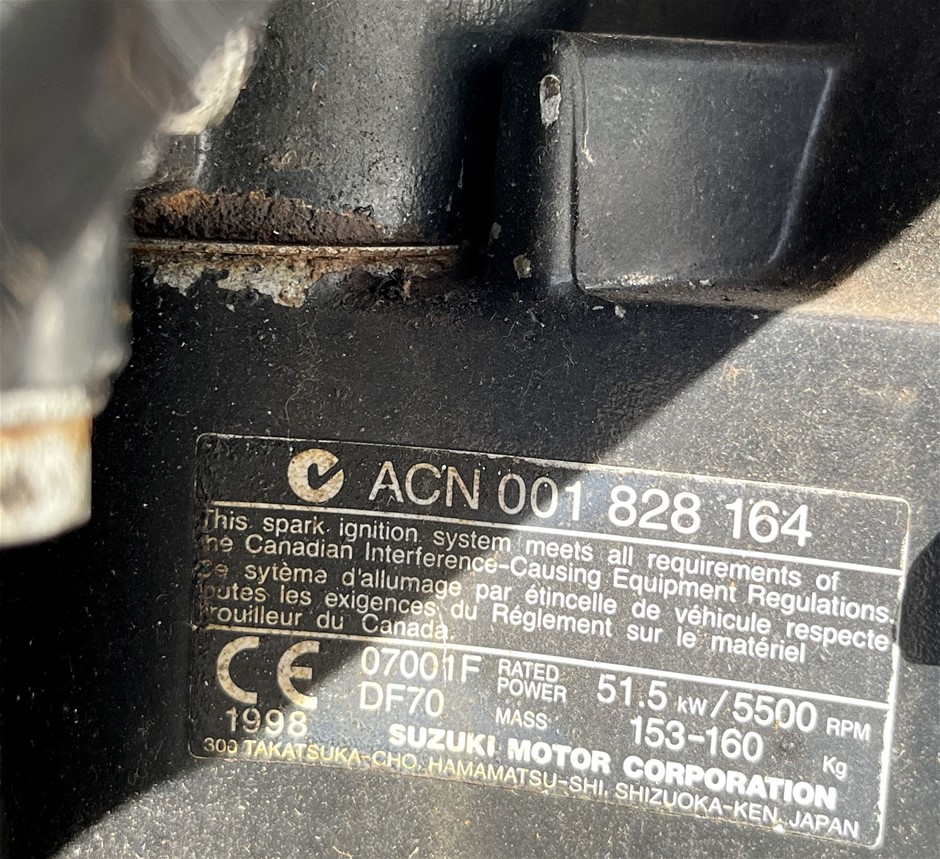 ACN 001 828 164
This spark ignition system meets all requirements of
the Canadian Interference-Causing Equipment Regulations.
Ce sytème d'allumage par étincelle de véhicule respecte
toutes les exigences du Réglement sur le matériel
brouilleur du Canada.
CE 07001F RATED POWER 51.5 kW/5500 RPM
1998 DF70 MASS 153-160 Kg
SUZUKI MOTOR CORPORATION
300 TAKATSUKA-CHO, HAMAMATSU-SHI, SHIZUOKA-KEN, JAPAN